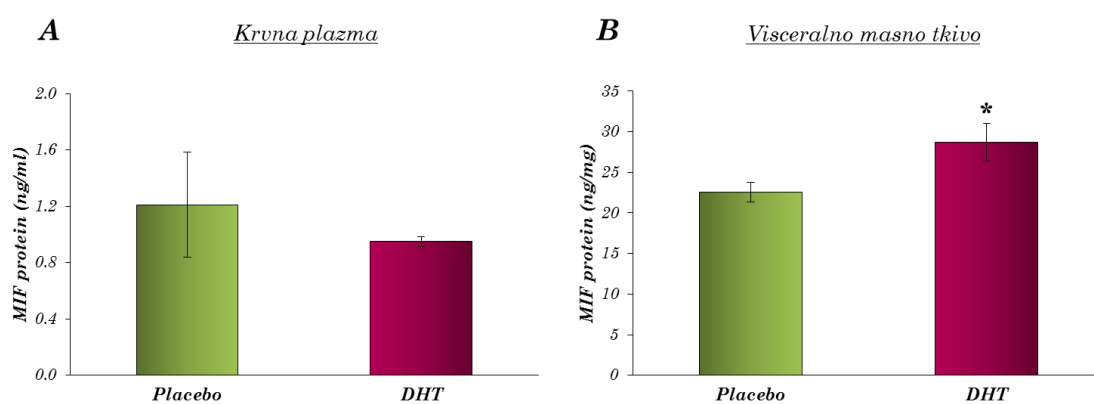 A
Krvna plazma
MIF protein (ng/ml)
2.0
1.6
1.2
0.8
0.4
0.0
Placebo
DHT
B
Visceralno masno tkivo
MIF protein (ng/mg)
35
30
25
20
15
10
5
0
*
Placebo
DHT